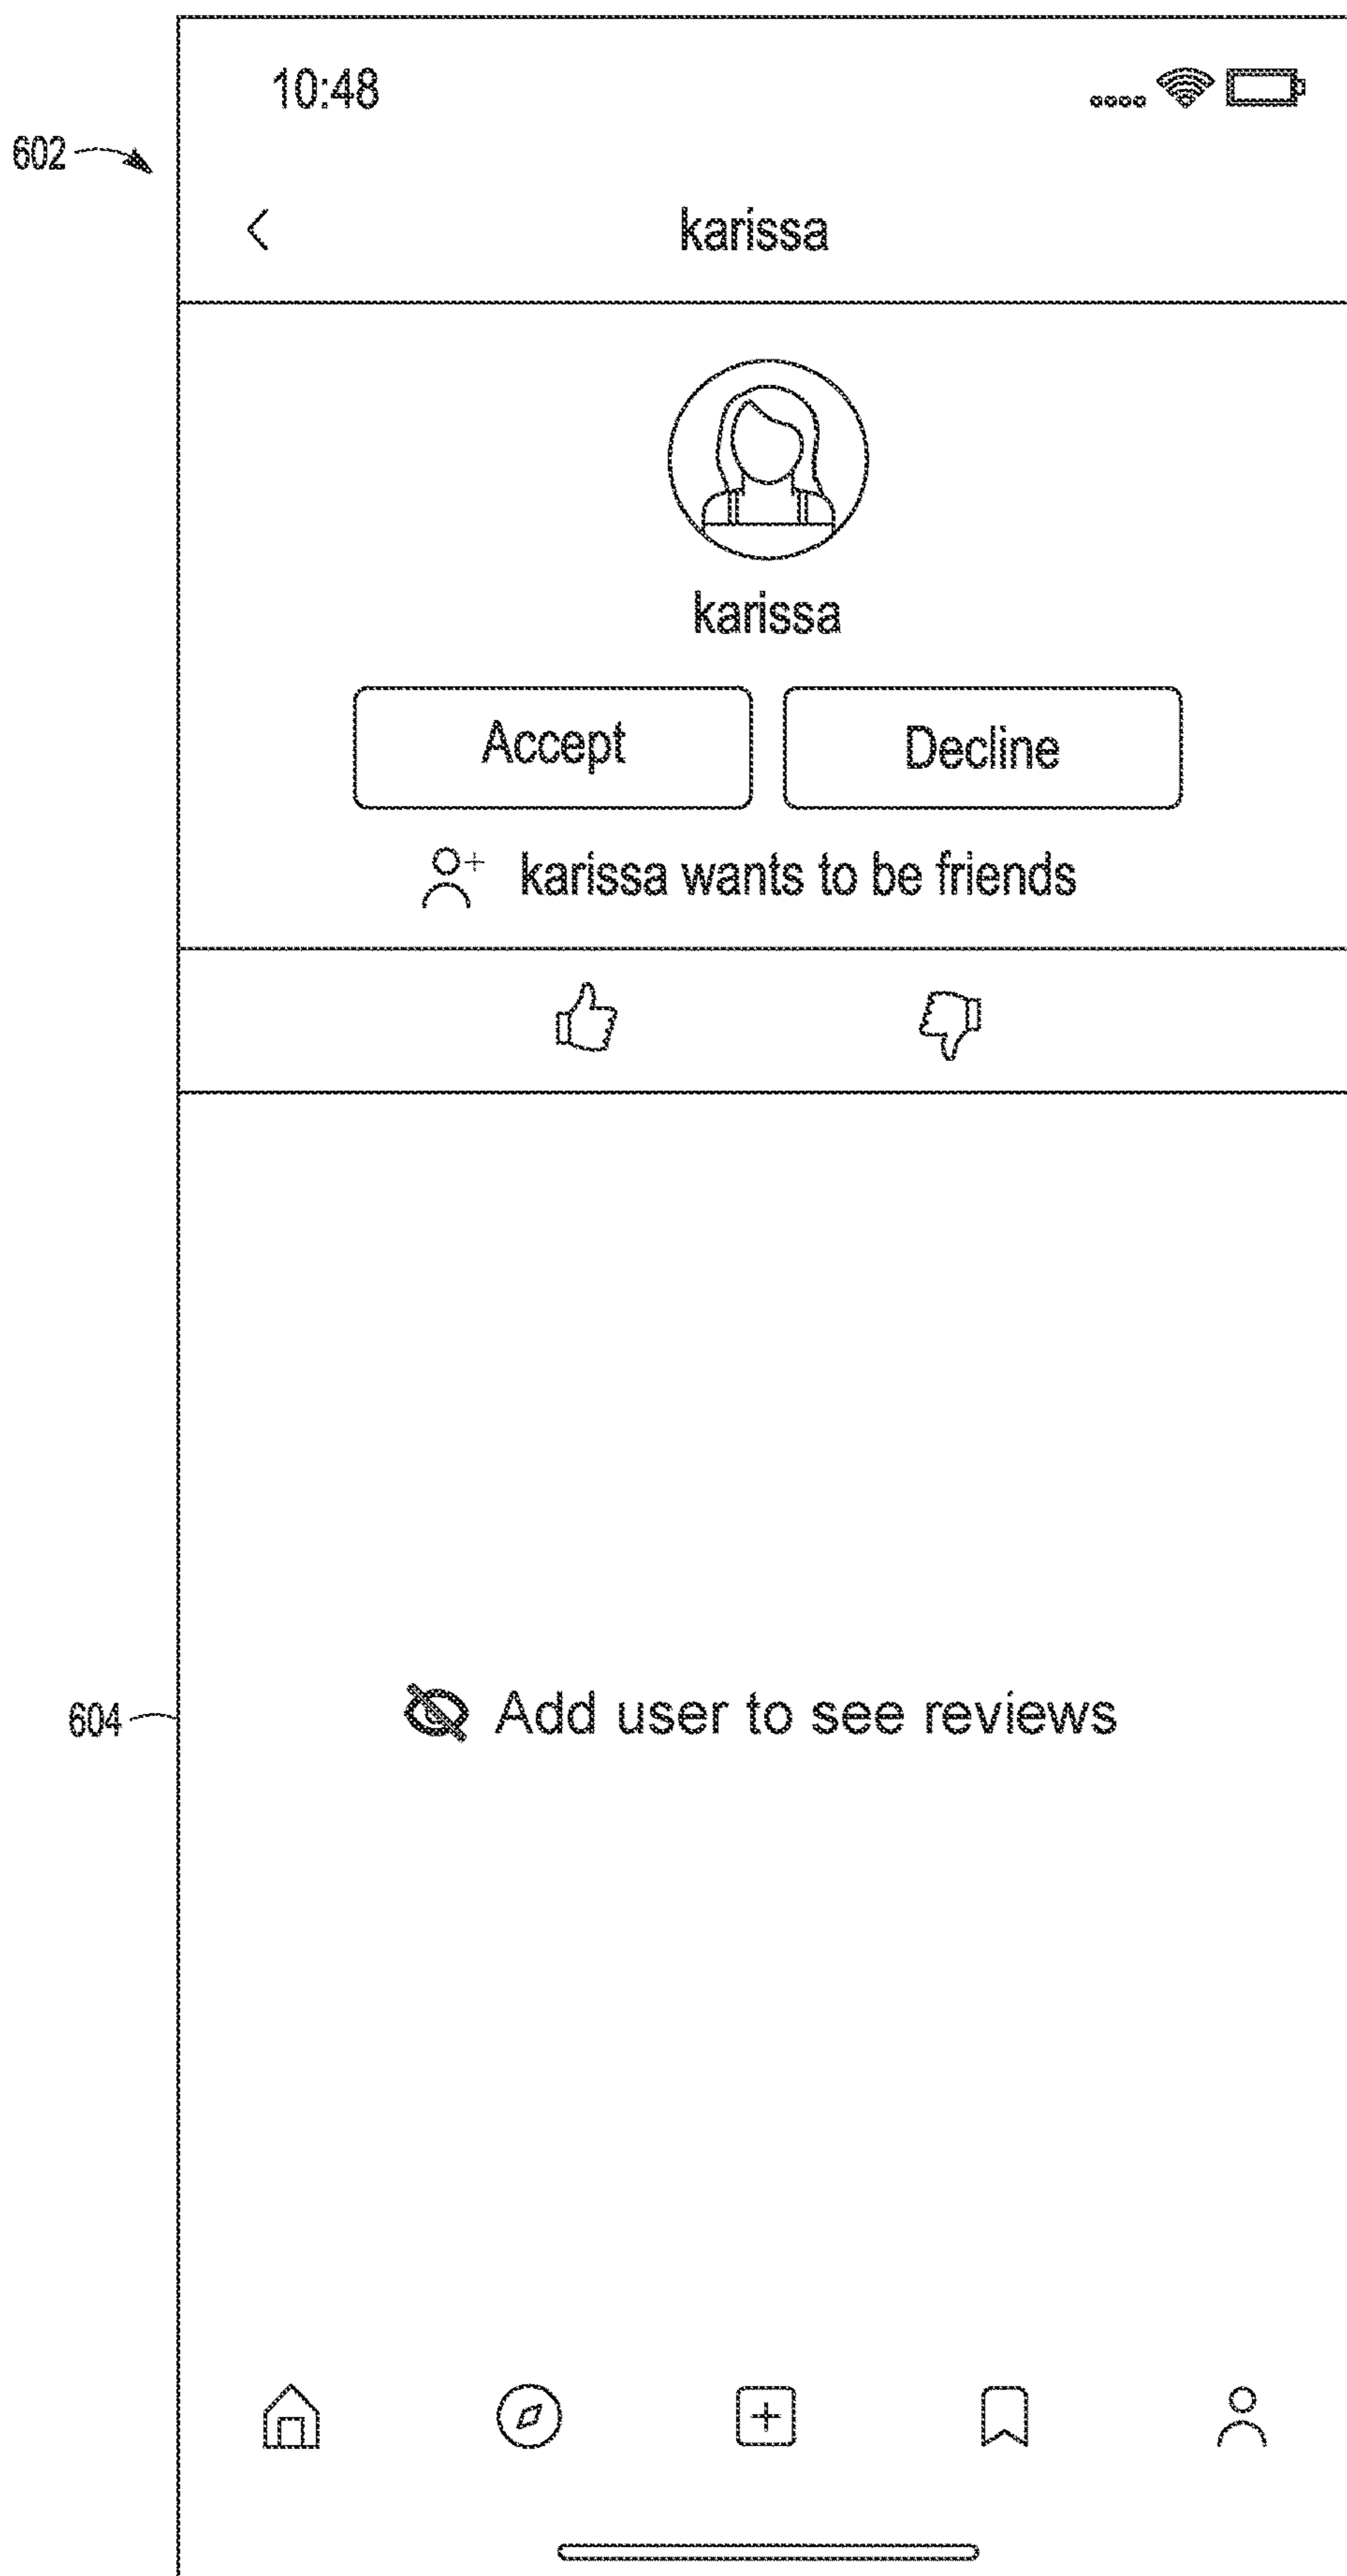 10:48
602
karissa
karissa
Accept Decline
karissa wants to be friends
604
Add user to see reviews